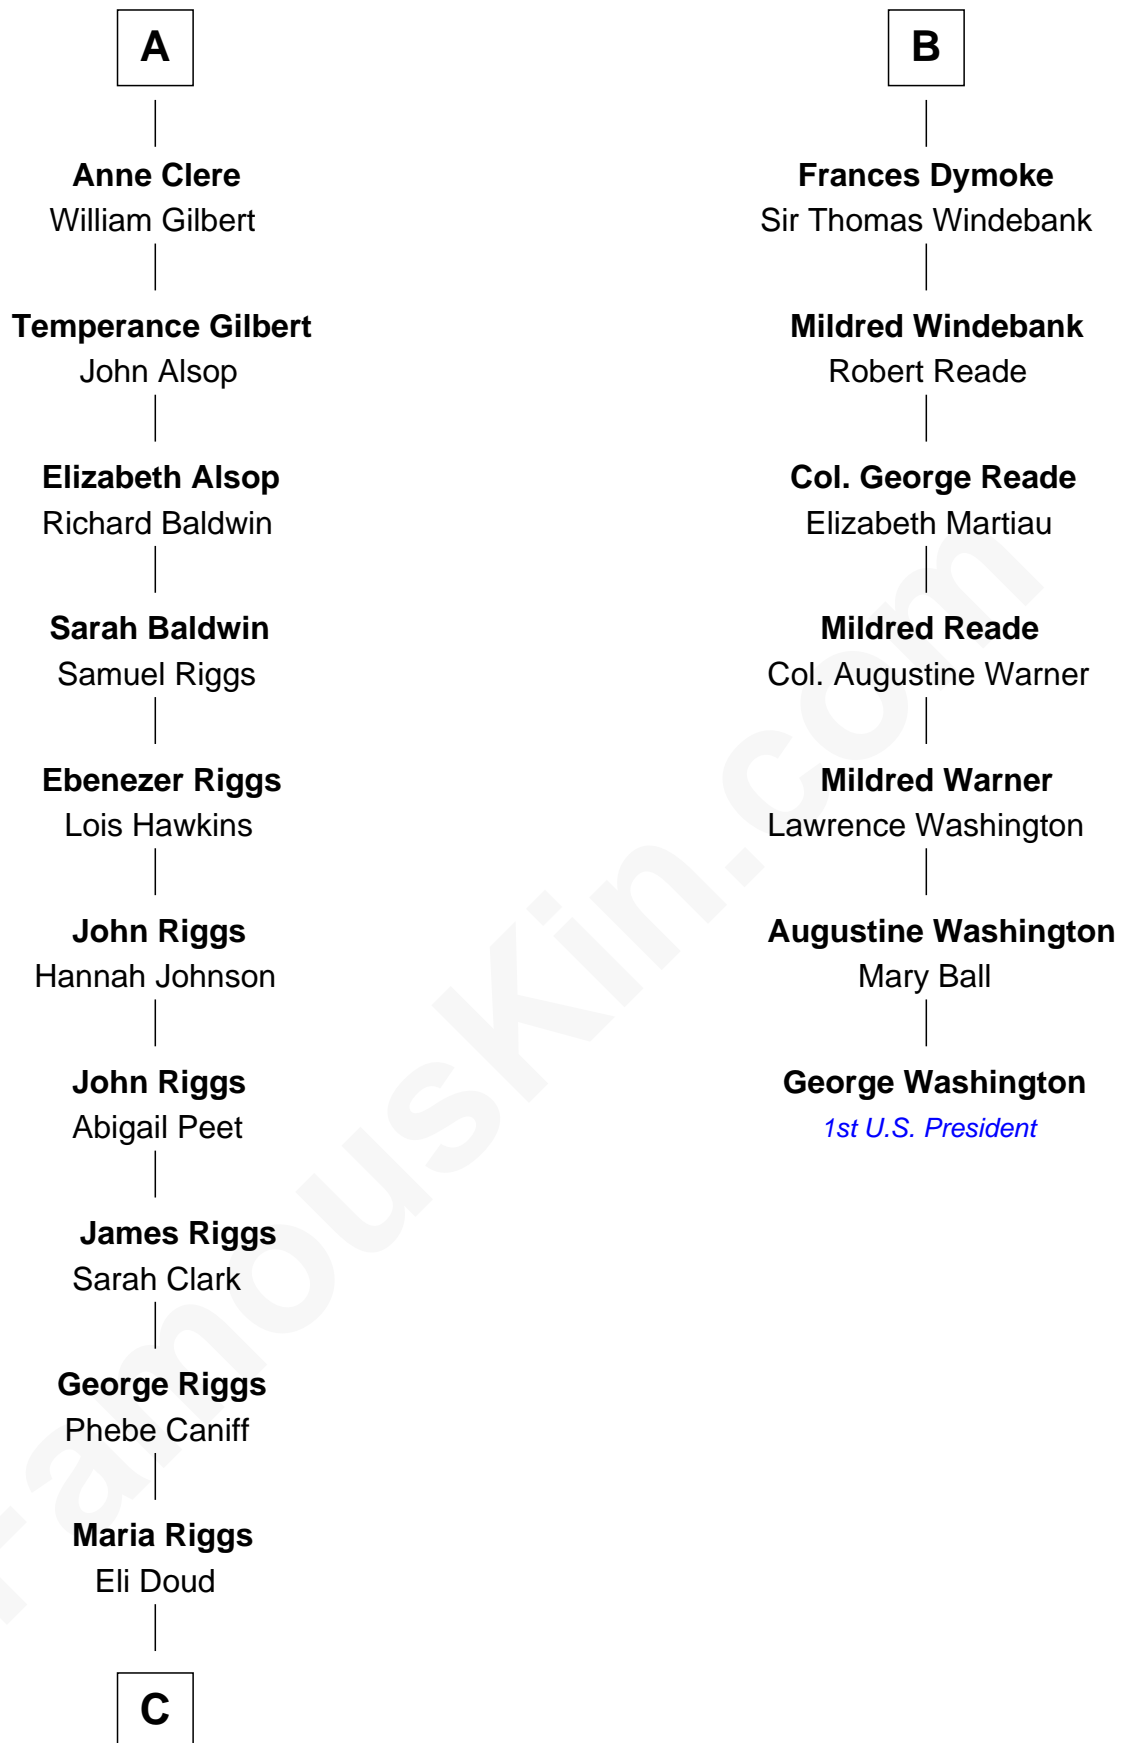 A
Anne Clere
William Gilbert
Temperance Gilbert
John Alsop
Elizabeth Alsop
Richard Baldwin
Sarah Baldwin
Samuel Riggs
Ebenezer Riggs
Lois Hawkins
John Riggs
Hannah Johnson
John Riggs
Abigail Peet
James Riggs
Sarah Clark
George Riggs
Phebe Caniff
Maria Riggs
Eli Doud
C
B
Frances Dymoke
Sir Thomas Windebank
Mildred Windebank
Robert Reade
Col. George Reade
Elizabeth Martiau
Mildred Reade
Col. Augustine Warner
Mildred Warner
Lawrence Washington
Augustine Washington
Mary Ball
George Washington
1st U.S. President
FamousKin.com